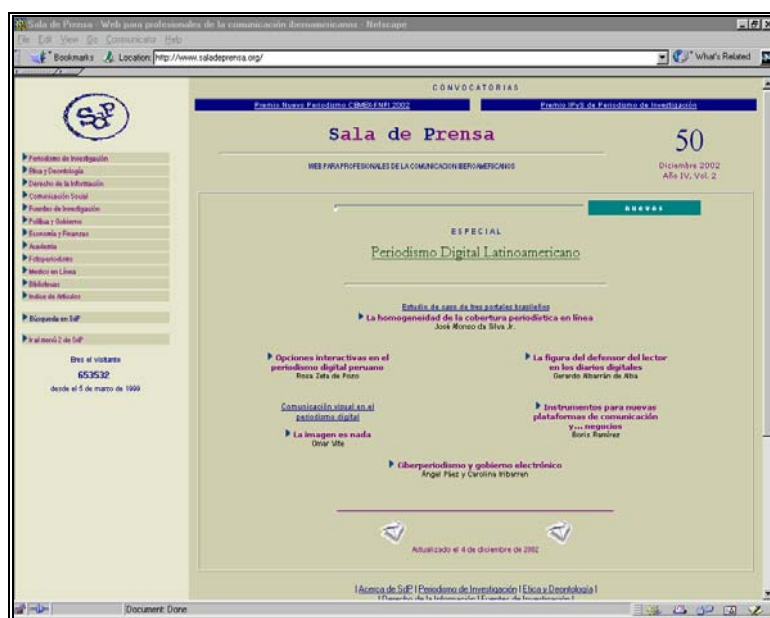 Sala de Prensa - Web para profesionales de la comunicación iberoamericanos - Netscape
File Edit View Go Communicator Help
Bookmarks Location: http://www.saladeprensa.org/ What's Related
CONVOCATORIAS
Premio Nuevo Periodismo CEMEX-FNPI 2002 Premio IPyS de Periodismo de Investigación
SdP
Sala de Prensa
50
WEB PARA PROFESIONALES DE LA COMUNICACION IBEROAMERICANOS
Diciembre 2002
Año IV, Vol. 2
Periodismo de Investigación
Etica y Deontología
Derecho de la Información
Comunicación Social
Fuentes de Investigación
Política y Gobierno
Economía y Finanzas
Academia
Fotoperiodismo
Medios en Línea
Bibliotecas
Indice de Artículos
Búsqueda en SdP
Ir al menú 2 de SdP
Eres el visitante
653532
desde el 5 de marzo de 1999
nuevos
ESPECIAL
Periodismo Digital Latinoamericano
Estudio de caso de tres portales brasileños
La homogeneidad de la cobertura periodística en línea
José Afonso da Silva Jr.
Opciones interactivas en el
periodismo digital peruano
Rosa Zeta de Pozo
La figura del defensor del lector
en los diarios digitales
Gerardo Albarrán de Alba
Comunicación visual en el
periodismo digital
La imagen es nada
Omar Vite
Instrumentos para nuevas
plataformas de comunicación
y... negocios
Boris Ramírez
Ciberperiodismo y gobierno electrónico
Ángel Páez y Carolina Iribarren
Actualizado el 4 de diciembre de 2002
| Acerca de SdP | Periodismo de Investigación | Etica y Deontología |
| Derecho de la Información | Fuentes de Investigación |
Document: Done